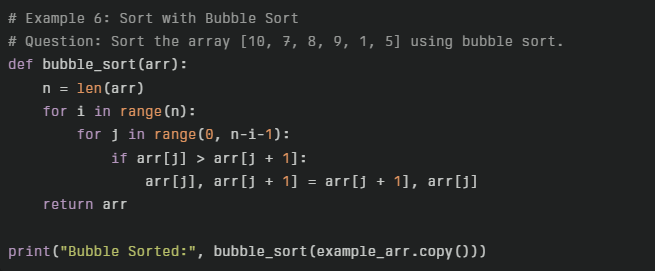 # Example 6: Sort with Bubble Sort
# Question: Sort the array [10, 7, 8, 9, 1, 5] using bubble sort.
def bubble_sort(arr):
    n = len(arr)
    for i in range(n):
        for j in range(0, n-i-1):
            if arr[j] > arr[j + 1]:
                arr[j], arr[j + 1] = arr[j + 1], arr[j]
    return arr

print("Bubble Sorted:", bubble_sort(example_arr.copy()))